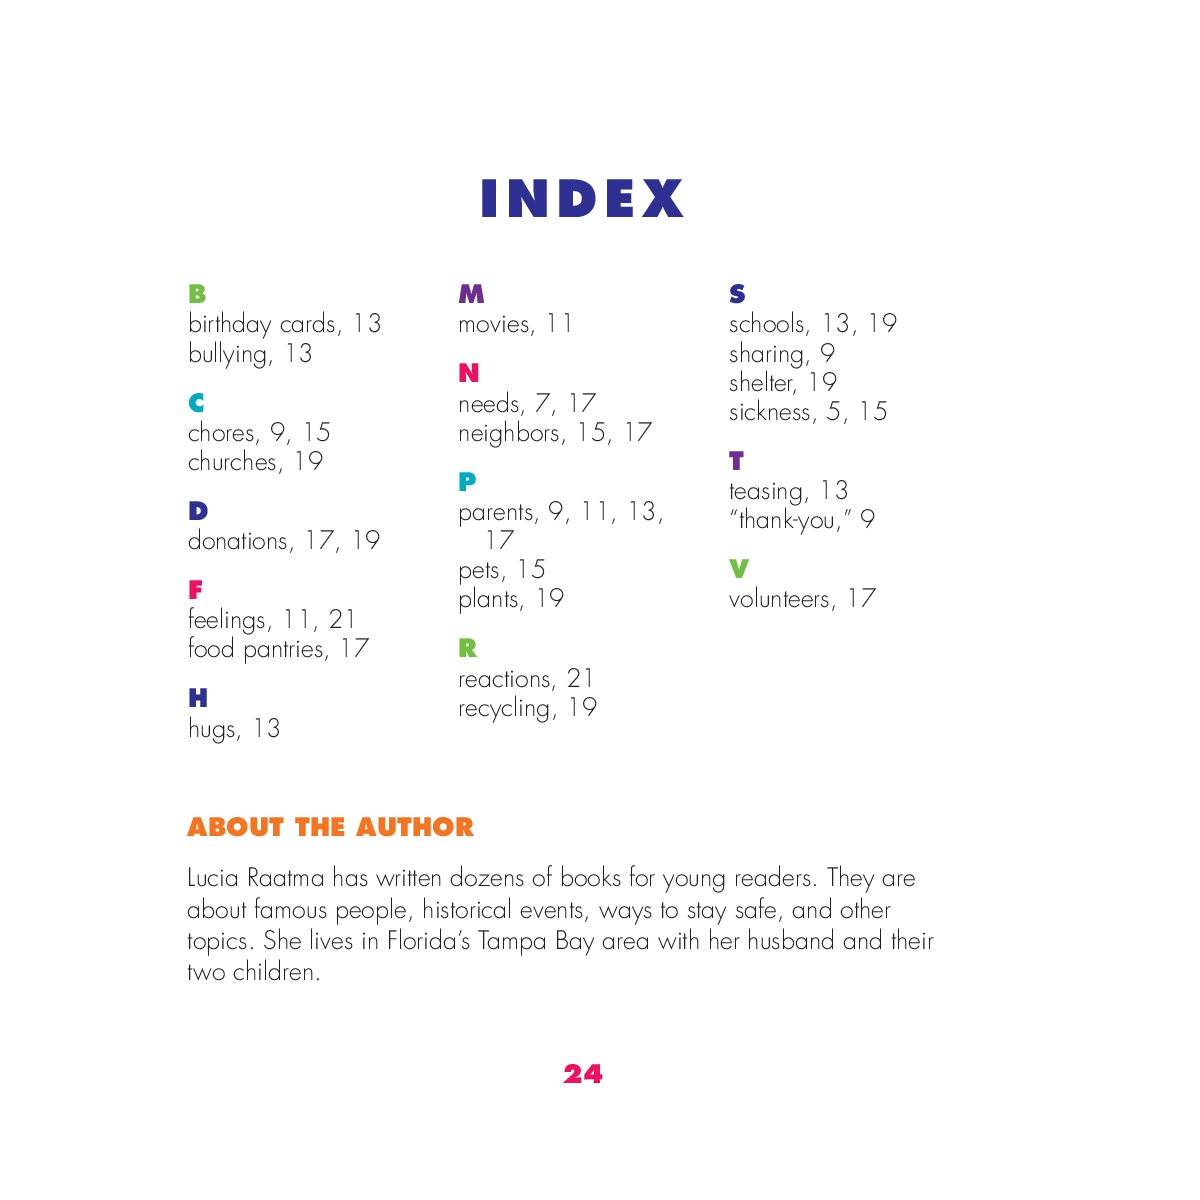 INDEX
B
birthday cards, 13
bullying, 13
C
chores, 9, 15
churches, 19
D
donations, 17, 19
F
feelings, 11, 21
food pantries, 17
H
hugs, 13
M
movies, 11
N
needs, 7, 17
neighbors, 15, 17
P
parents, 9, 11, 13,
17
pets, 15
plants, 19
R
reactions, 21
recycling, 19
S
schools, 13, 19
sharing, 9
shelter, 19
sickness, 5, 15
T
teasing, 13
“thank-you,” 9
V
volunteers, 17
ABOUT THE AUTHOR
Lucia Raatma has written dozens of books for young readers. They are
about famous people, historical events, ways to stay safe, and other
topics. She lives in Florida’s Tampa Bay area with her husband and their
two children.
24